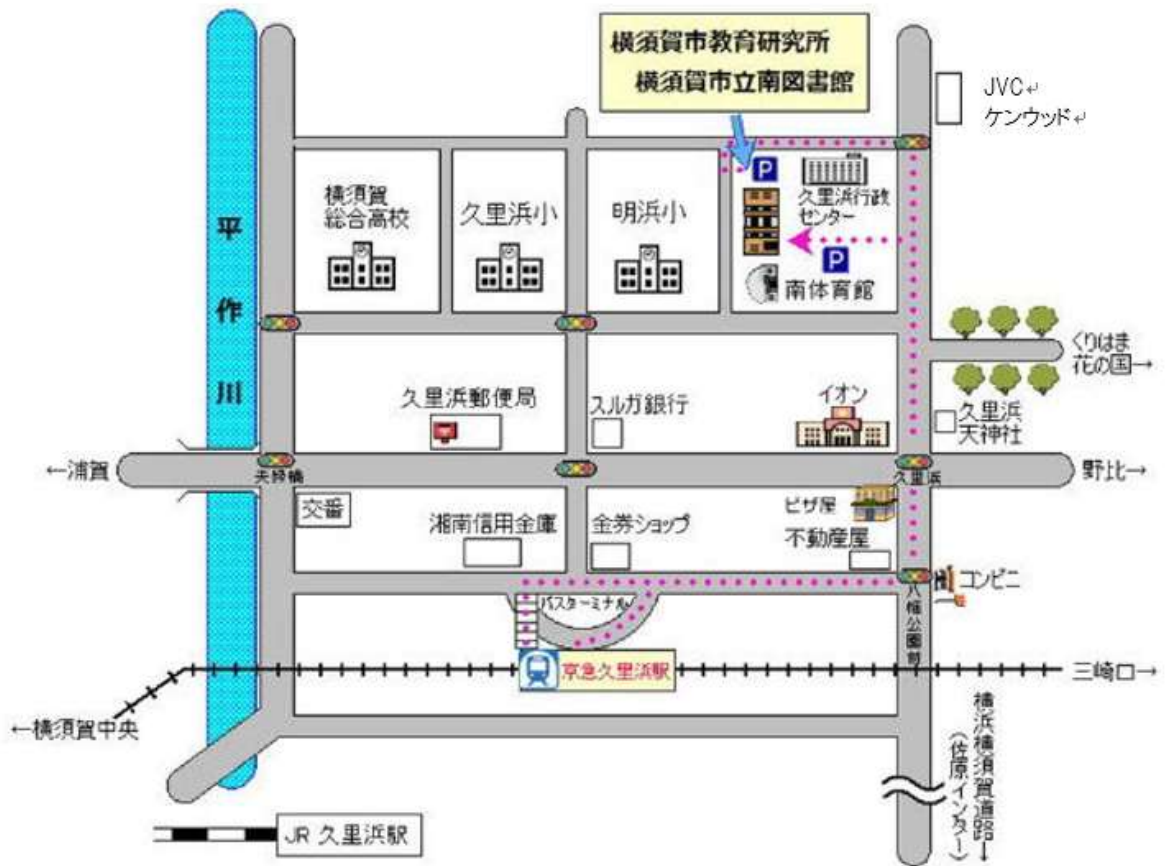 横須賀市教育研究所
横須賀市立南図書館
JVC
ケンウッド
P
横須賀
総合高校
久里浜小
明浜小
久里浜行政
センター
P
南体育館
平作川
くりはま
花の国→
久里浜郵便局
スルガ銀行
イオン
久里浜
天神社
←浦賀
夫婦橋
久里浜
野比→
交番
湘南信用金庫
金券ショップ
ピザ屋
不動産屋
コンビニ
バスターミナル
八幡公園前
京急久里浜駅
三崎口→
←横須賀中央
横浜横須賀道路→
(佐原インター)
JR 久里浜駅